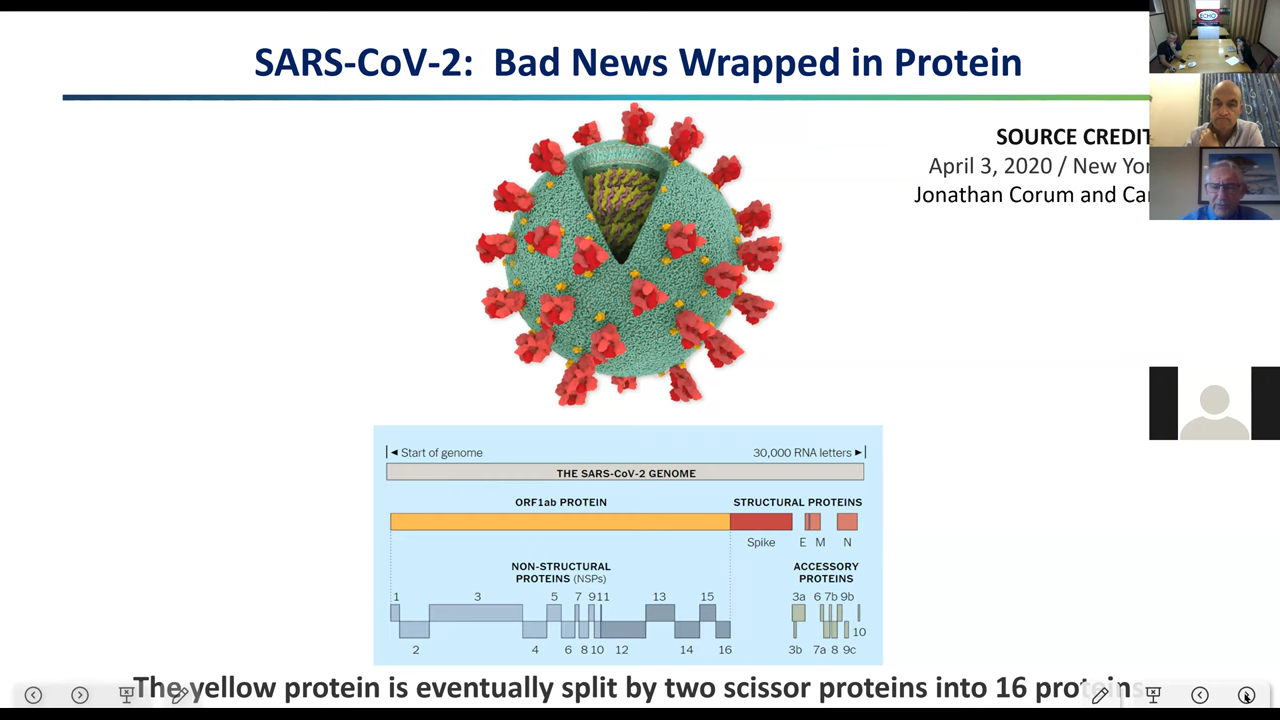 SARS-CoV-2: Bad News Wrapped in Protein
SOURCE CREDIT
April 3, 2020 / New
Jonathan Corum and
Start of genome
30,000 RNA letters
THE SARS-CoV-2 GENOME
ORF1ab PROTEIN
STRUCTURAL PROTEINS
Spike E M N
NON-STRUCTURAL
PROTEINS (NSPs)
ACCESSORY
PROTEINS
1 3 5 7 9 11 13 15
2 4 6 8 10 12 14 16
3a 6 7b 9b
10
3b 7a 8 9c
The yellow protein is eventually split by two scissor proteins into 16 proteins